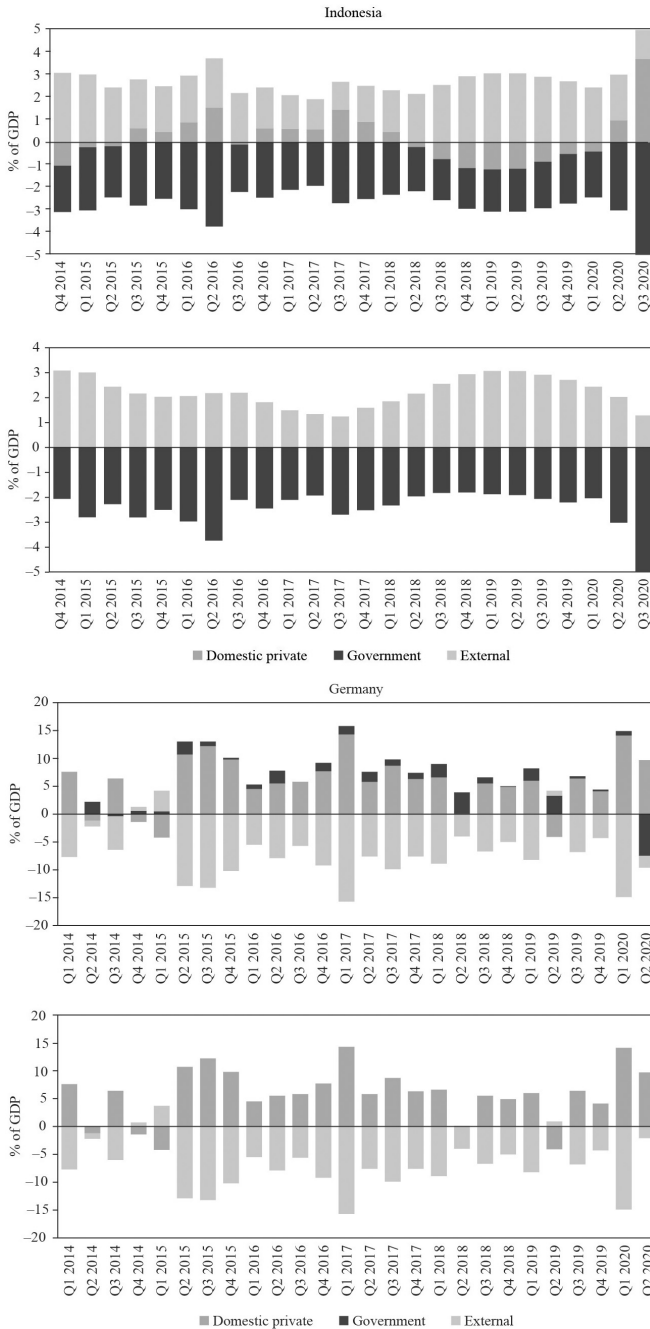 Indonesia
% of GDP
5
4
3
2
1
0
–1
–2
–3
–4
–5
Q4 2014
Q1 2015
Q2 2015
Q3 2015
Q4 2015
Q1 2016
Q2 2016
Q3 2016
Q4 2016
Q1 2017
Q2 2017
Q3 2017
Q4 2017
Q1 2018
Q2 2018
Q3 2018
Q4 2018
Q1 2019
Q2 2019
Q3 2019
Q4 2019
Q1 2020
Q2 2020
Q3 2020
% of GDP
4
3
2
1
0
–1
–2
–3
–4
–5
Q4 2014
Q1 2015
Q2 2015
Q3 2015
Q4 2015
Q1 2016
Q2 2016
Q3 2016
Q4 2016
Q1 2017
Q2 2017
Q3 2017
Q4 2017
Q1 2018
Q2 2018
Q3 2018
Q4 2018
Q1 2019
Q2 2019
Q3 2019
Q4 2019
Q1 2020
Q2 2020
Q3 2020
Domestic private Government External
Germany
% of GDP
20
15
10
5
0
–5
–10
–15
–20
Q1 2014
Q2 2014
Q3 2014
Q4 2014
Q1 2015
Q2 2015
Q3 2015
Q4 2015
Q1 2016
Q2 2016
Q3 2016
Q4 2016
Q1 2017
Q2 2017
Q3 2017
Q4 2017
Q1 2018
Q2 2018
Q3 2018
Q4 2018
Q1 2019
Q2 2019
Q3 2019
Q4 2019
Q1 2020
Q2 2020
% of GDP
20
15
10
5
0
–5
–10
–15
–20
Q1 2014
Q2 2014
Q3 2014
Q4 2014
Q1 2015
Q2 2015
Q3 2015
Q4 2015
Q1 2016
Q2 2016
Q3 2016
Q4 2016
Q1 2017
Q2 2017
Q3 2017
Q4 2017
Q1 2018
Q2 2018
Q3 2018
Q4 2018
Q1 2019
Q2 2019
Q3 2019
Q4 2019
Q1 2020
Q2 2020
Domestic private Government External